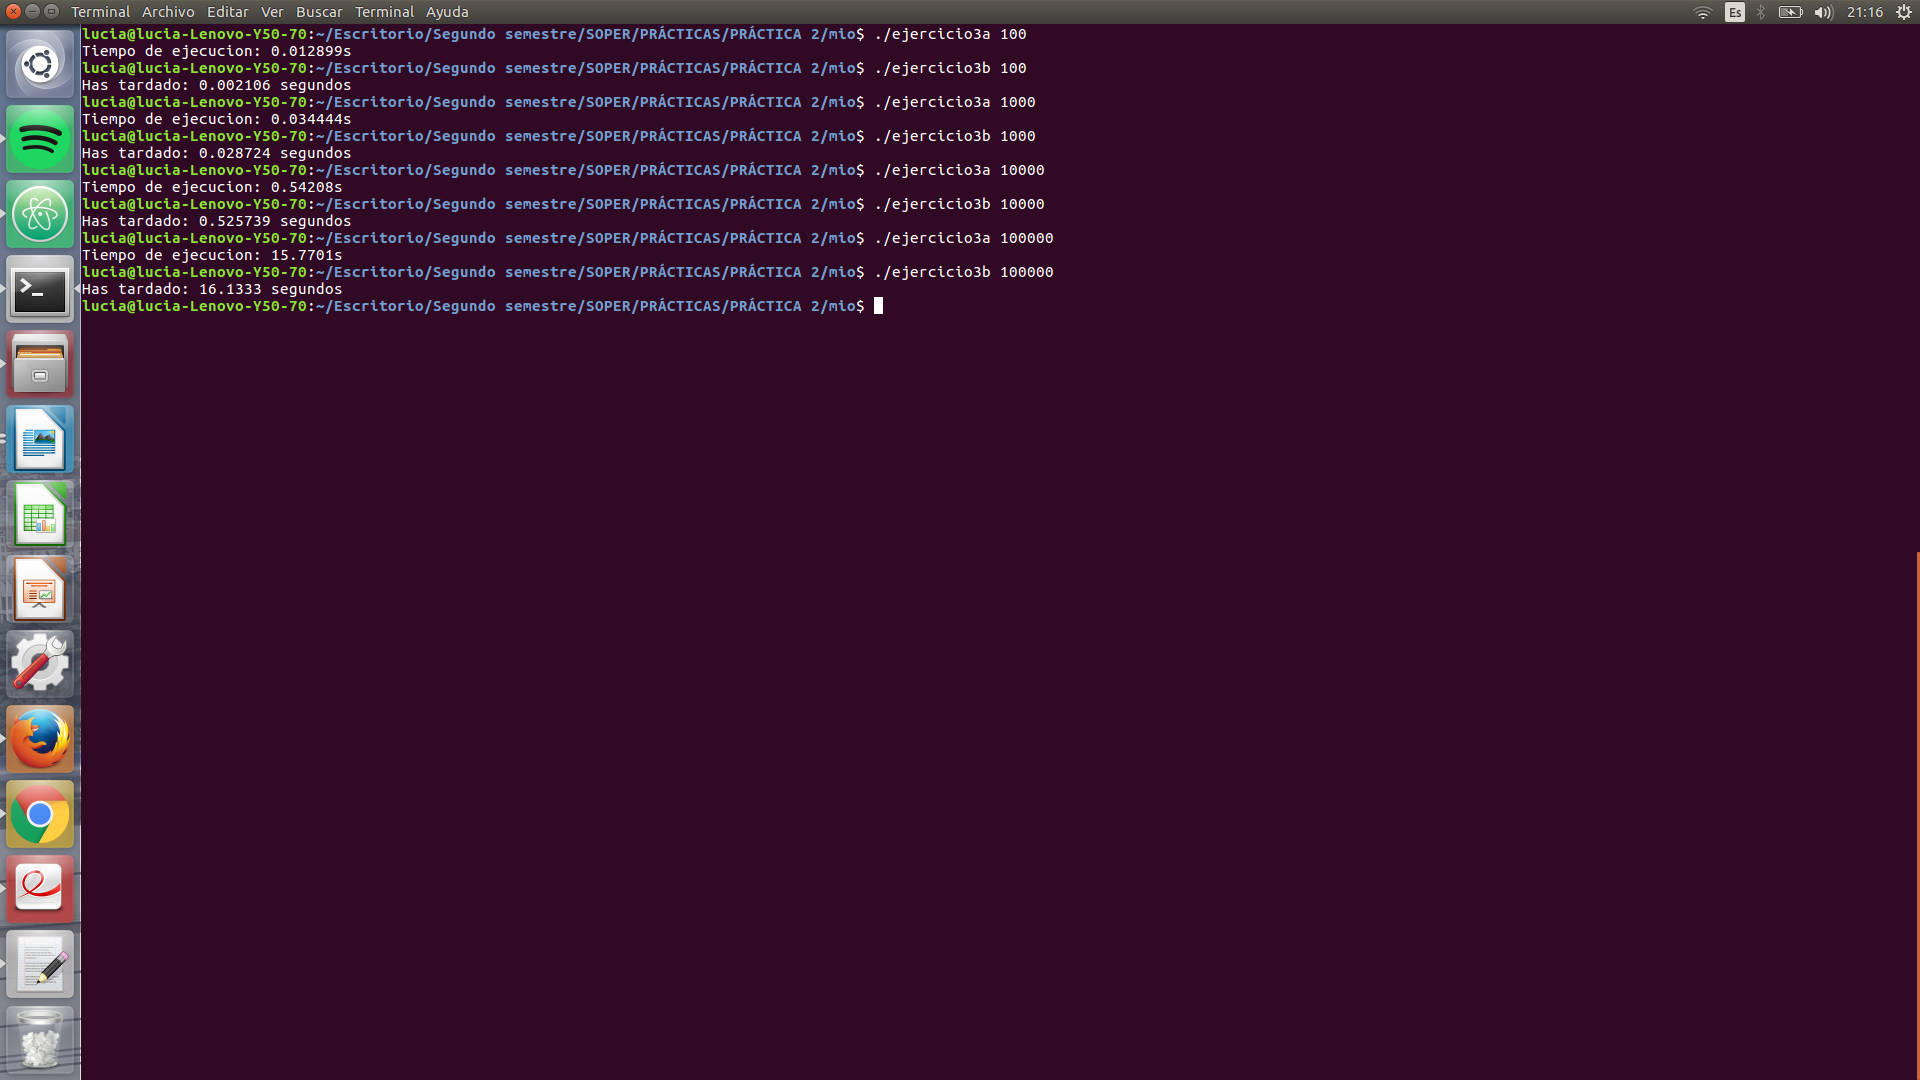 Terminal Archivo Editar Ver Buscar Terminal Ayuda Es 21:16
lucia@lucia-Lenovo-Y50-70:~/Escritorio/Segundo semestre/SOPER/PRÁCTICAS/PRÁCTICA 2/mio$ ./ejercicio3a 100
Tiempo de ejecucion: 0.012899s
lucia@lucia-Lenovo-Y50-70:~/Escritorio/Segundo semestre/SOPER/PRÁCTICAS/PRÁCTICA 2/mio$ ./ejercicio3b 100
Has tardado: 0.002106 segundos
lucia@lucia-Lenovo-Y50-70:~/Escritorio/Segundo semestre/SOPER/PRÁCTICAS/PRÁCTICA 2/mio$ ./ejercicio3a 1000
Tiempo de ejecucion: 0.034444s
lucia@lucia-Lenovo-Y50-70:~/Escritorio/Segundo semestre/SOPER/PRÁCTICAS/PRÁCTICA 2/mio$ ./ejercicio3b 1000
Has tardado: 0.028724 segundos
lucia@lucia-Lenovo-Y50-70:~/Escritorio/Segundo semestre/SOPER/PRÁCTICAS/PRÁCTICA 2/mio$ ./ejercicio3a 10000
Tiempo de ejecucion: 0.54208s
lucia@lucia-Lenovo-Y50-70:~/Escritorio/Segundo semestre/SOPER/PRÁCTICAS/PRÁCTICA 2/mio$ ./ejercicio3b 10000
Has tardado: 0.525739 segundos
lucia@lucia-Lenovo-Y50-70:~/Escritorio/Segundo semestre/SOPER/PRÁCTICAS/PRÁCTICA 2/mio$ ./ejercicio3a 100000
Tiempo de ejecucion: 15.7701s
lucia@lucia-Lenovo-Y50-70:~/Escritorio/Segundo semestre/SOPER/PRÁCTICAS/PRÁCTICA 2/mio$ ./ejercicio3b 100000
Has tardado: 16.1333 segundos
lucia@lucia-Lenovo-Y50-70:~/Escritorio/Segundo semestre/SOPER/PRÁCTICAS/PRÁCTICA 2/mio$